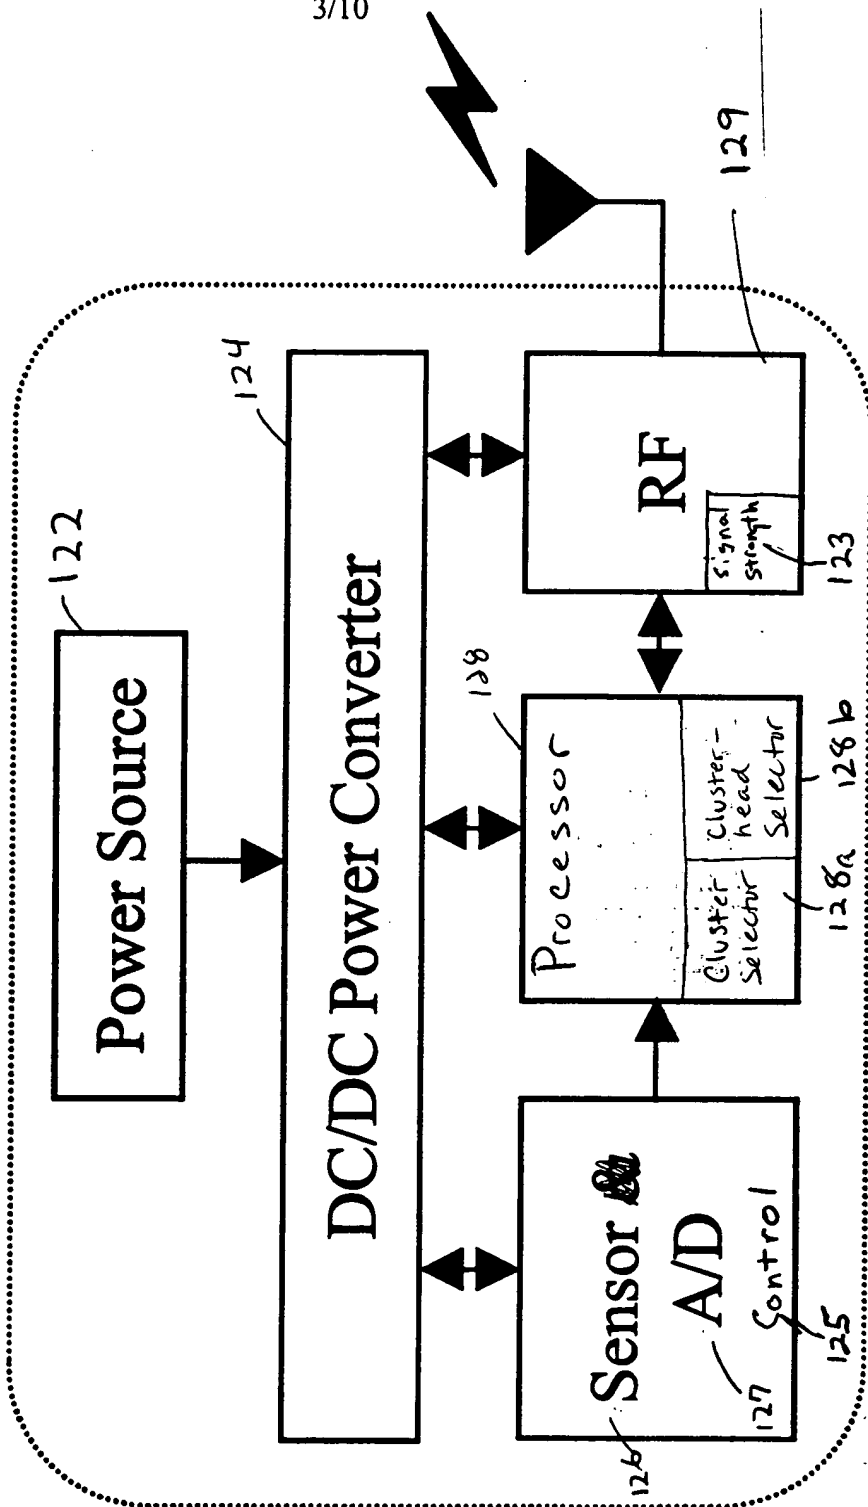 3/10
122
Power Source
124
DC/DC Power Converter
126
Sensor
127
A/D
Control
125
128
Processor
Cluster
Selector
128a
Cluster-
head
Selector
128b
RF
129
Signal
strength
123